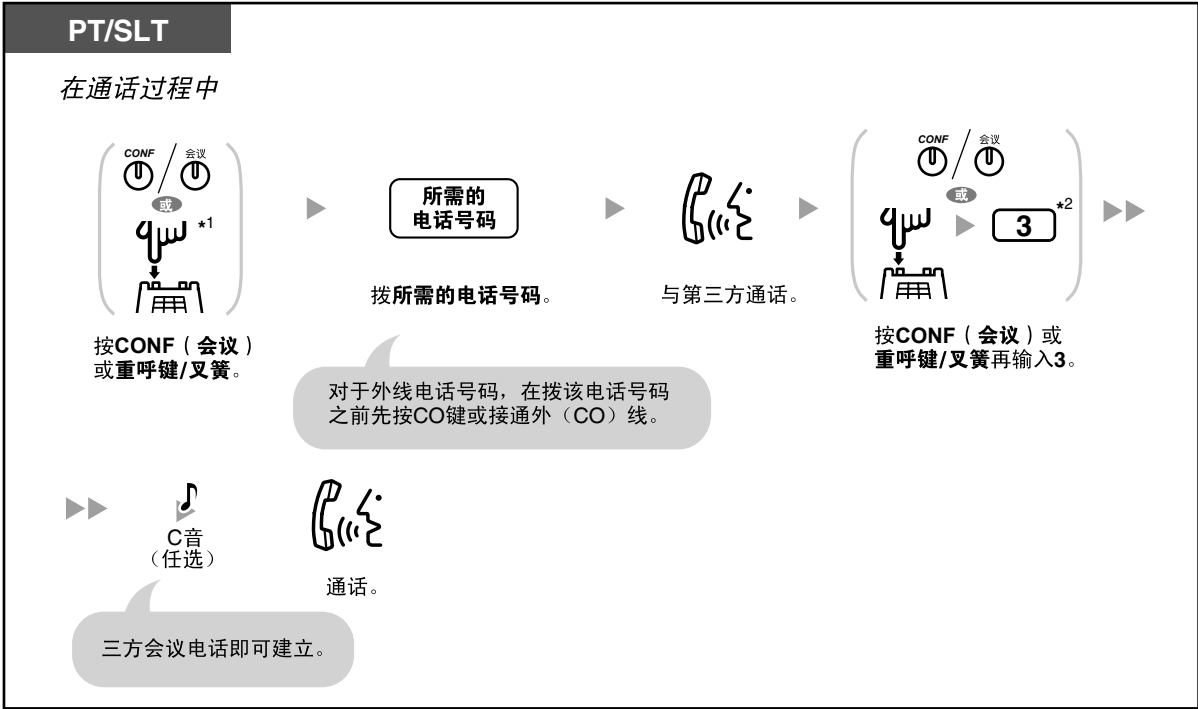 PT/SLT
在通话过程中
CONF / 会议
或
*1
按CONF（会议）
或重呼键/叉簧。
所需的
电话号码
拨所需的电话号码。
对于外线电话号码，在拨该电话号码
之前先按CO键或接通外（CO）线。
与第三方通话。
CONF / 会议
或
3 *2
按CONF（会议）或
重呼键/叉簧再输入3。
C音
（任选）
三方会议电话即可建立。
通话。